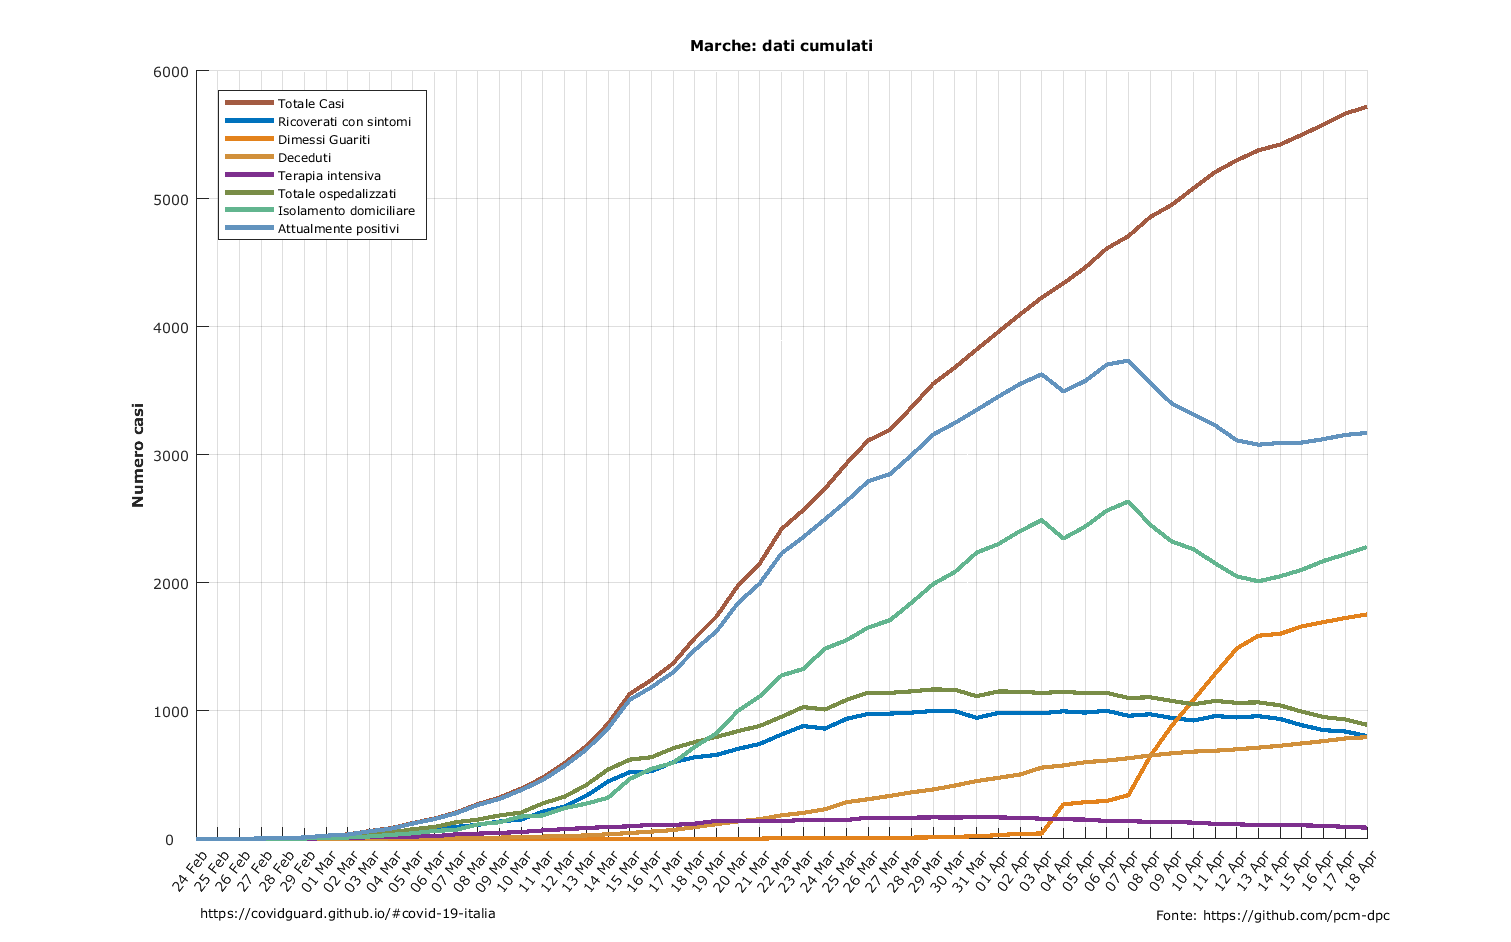 Marche: dati cumulati
6000
5000
4000
3000
2000
1000
0
Numero casi
Totale Casi
Ricoverati con sintomi
Dimessi Guariti
Deceduti
Terapia intensiva
Totale ospedalizzati
Isolamento domiciliare
Attualmente positivi
24 Feb
25 Feb
26 Feb
27 Feb
28 Feb
29 Feb
01 Mar
02 Mar
03 Mar
04 Mar
05 Mar
06 Mar
07 Mar
08 Mar
09 Mar
10 Mar
11 Mar
12 Mar
13 Mar
14 Mar
15 Mar
16 Mar
17 Mar
18 Mar
19 Mar
20 Mar
21 Mar
22 Mar
23 Mar
24 Mar
25 Mar
26 Mar
27 Mar
28 Mar
29 Mar
30 Mar
31 Mar
01 Apr
02 Apr
03 Apr
04 Apr
05 Apr
06 Apr
07 Apr
08 Apr
09 Apr
10 Apr
11 Apr
12 Apr
13 Apr
14 Apr
15 Apr
16 Apr
17 Apr
18 Apr
https://covidguard.github.io/#covid-19-italia
Fonte: https://github.com/pcm-dpc